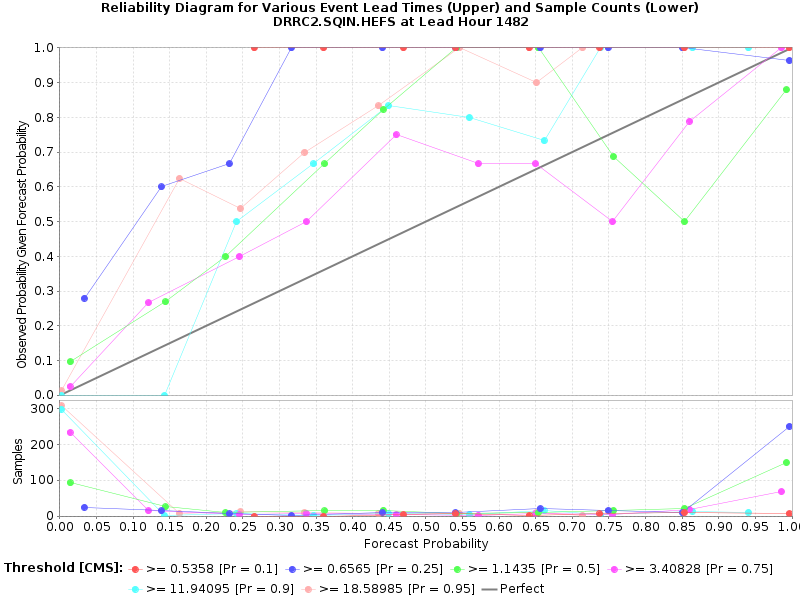 Reliability Diagram for Various Event Lead Times (Upper) and Sample Counts (Lower)
DRRC2.SQIN.HEFS at Lead Hour 1482
Observed Probability Given Forecast Probability
1.0
0.9
0.8
0.7
0.6
0.5
0.4
0.3
0.2
0.1
0.0
Samples
300
200
100
0
0.00 0.05 0.10 0.15 0.20 0.25 0.30 0.35 0.40 0.45 0.50 0.55 0.60 0.65 0.70 0.75 0.80 0.85 0.90 0.95 1.0
Forecast Probability
Threshold [CMS]: >= 0.5358 [Pr = 0.1] >= 0.6565 [Pr = 0.25] >= 1.1435 [Pr = 0.5] >= 3.40828 [Pr = 0.75]
>= 11.94095 [Pr = 0.9] >= 18.58985 [Pr = 0.95] Perfect